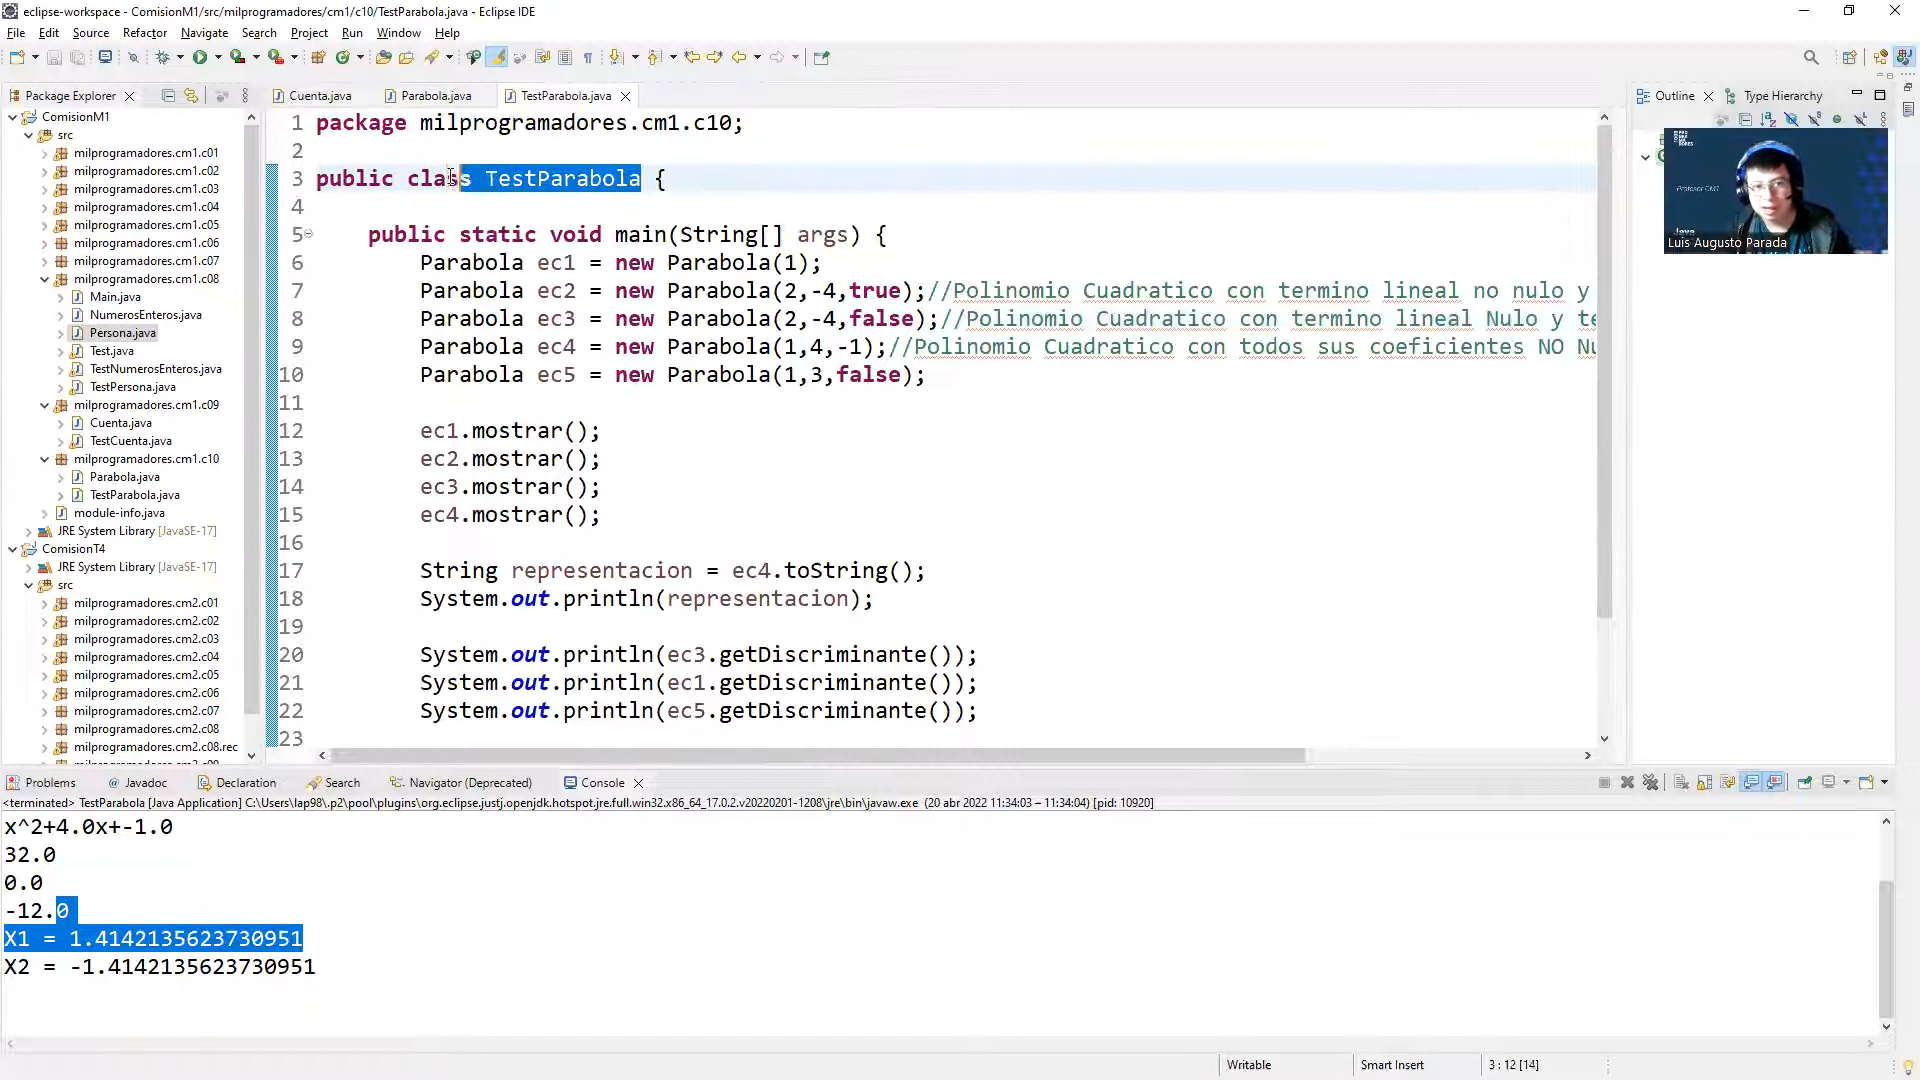 eclipse-workspace - ComisionM1/src/milprogramadores/cm1/c10/TestParabola.java - Eclipse IDE
File Edit Source Refactor Navigate Search Project Run Window Help
Package Explorer
Cuenta.java Parabola.java TestParabola.java
Outline Type Hierarchy
ComisionM1
src
milprogramadores.cm1.c01
milprogramadores.cm1.c02
milprogramadores.cm1.c03
milprogramadores.cm1.c04
milprogramadores.cm1.c05
milprogramadores.cm1.c06
milprogramadores.cm1.c07
milprogramadores.cm1.c08
Main.java
NumerosEnteros.java
Persona.java
Test.java
TestNumerosEnteros.java
TestPersona.java
milprogramadores.cm1.c09
Cuenta.java
TestCuenta.java
milprogramadores.cm1.c10
Parabola.java
TestParabola.java
module-info.java
JRE System Library [JavaSE-17]
ComisionT4
JRE System Library [JavaSE-17]
src
milprogramadores.cm2.c01
milprogramadores.cm2.c02
milprogramadores.cm2.c03
milprogramadores.cm2.c04
milprogramadores.cm2.c05
milprogramadores.cm2.c06
milprogramadores.cm2.c07
milprogramadores.cm2.c08
milprogramadores.cm2.c08.rec
1 package milprogramadores.cm1.c10;
2
3 public class TestParabola {
4
5 public static void main(String[] args) {
6 Parabola ec1 = new Parabola(1);
7 Parabola ec2 = new Parabola(2,-4,true);//Polinomio Cuadratico con termino lineal no nulo y
8 Parabola ec3 = new Parabola(2,-4,false);//Polinomio Cuadratico con termino lineal Nulo y te
9 Parabola ec4 = new Parabola(1,4,-1);//Polinomio Cuadratico con todos sus coeficientes NO Nu
10 Parabola ec5 = new Parabola(1,3,false);
11
12 ec1.mostrar();
13 ec2.mostrar();
14 ec3.mostrar();
15 ec4.mostrar();
16
17 String representacion = ec4.toString();
18 System.out.println(representacion);
19
20 System.out.println(ec3.getDiscriminante());
21 System.out.println(ec1.getDiscriminante());
22 System.out.println(ec5.getDiscriminante());
23
Profesor CM1
Java
Luis Augusto Parada
Problems @ Javadoc Declaration Search Navigator (Deprecated) Console
<terminated> TestParabola [Java Application] C:\Users\lap98\.p2\pool\plugins\org.eclipse.justj.openjdk.hotspot.jre.full.win32.x86_64_17.0.2.v20220201-1208\jre\bin\javaw.exe (20 abr 2022 11:34:03 – 11:34:04) [pid: 10920]
x^2+4.0x+-1.0
32.0
0.0
-12.0
X1 = 1.4142135623730951
X2 = -1.4142135623730951
Writable Smart Insert 3 : 12 [14]